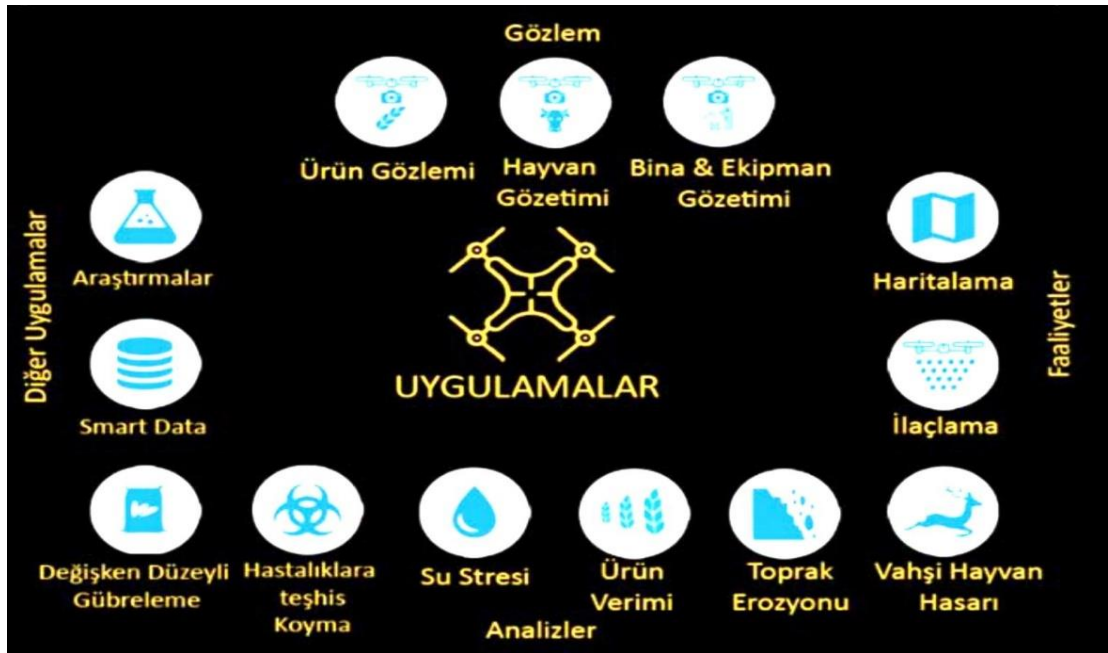 Gözlem
Ürün Gözlemi
Hayvan
Gözetimi
Bina & Ekipman
Gözetimi
Diğer Uygulamalar
Araştırmalar
Smart Data
UYGULAMALAR
Haritalama
İlaçlama
Faaliyetler
Değişken Düzeyli
Gübreleme
Hastalıklara
teşhis
Koyma
Su Stresi
Ürün
Verimi
Toprak
Erozyonu
Vahşi Hayvan
Hasarı
Analizler